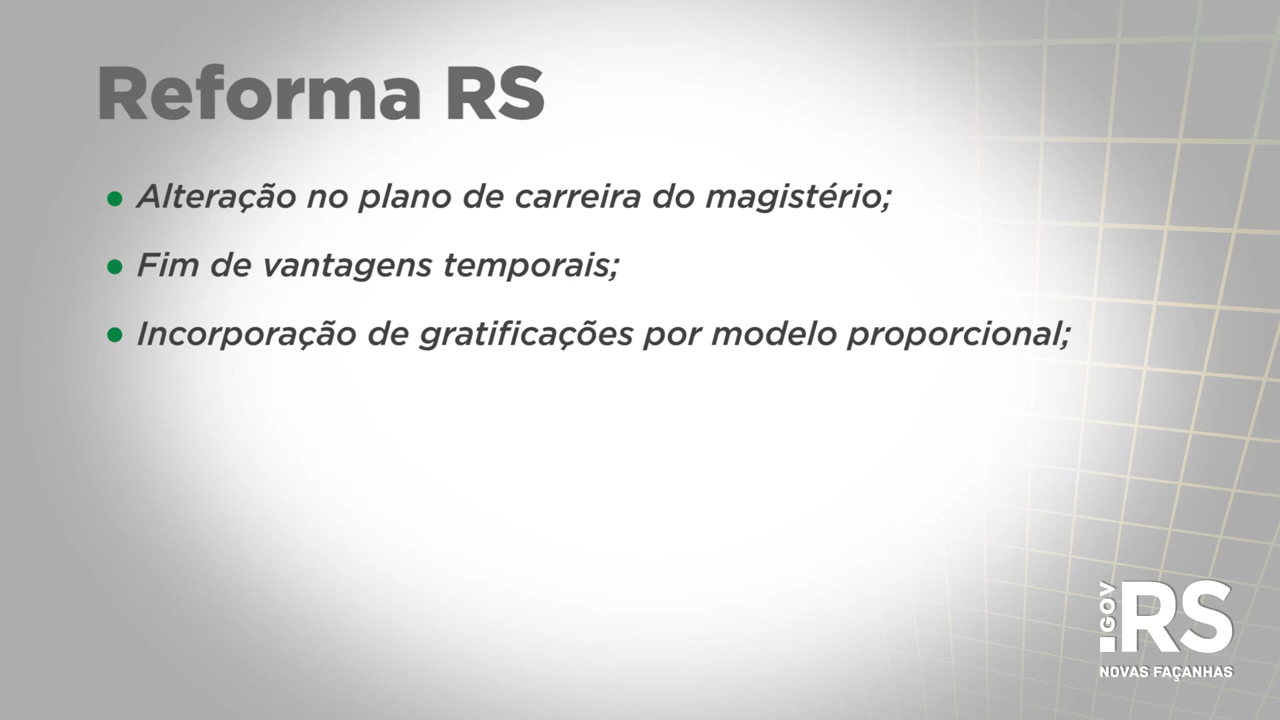 Reforma RS
• Alteração no plano de carreira do magistério;
• Fim de vantagens temporais;
• Incorporação de gratificações por modelo proporcional;
.GOV
RS
NOVAS FAÇANHAS